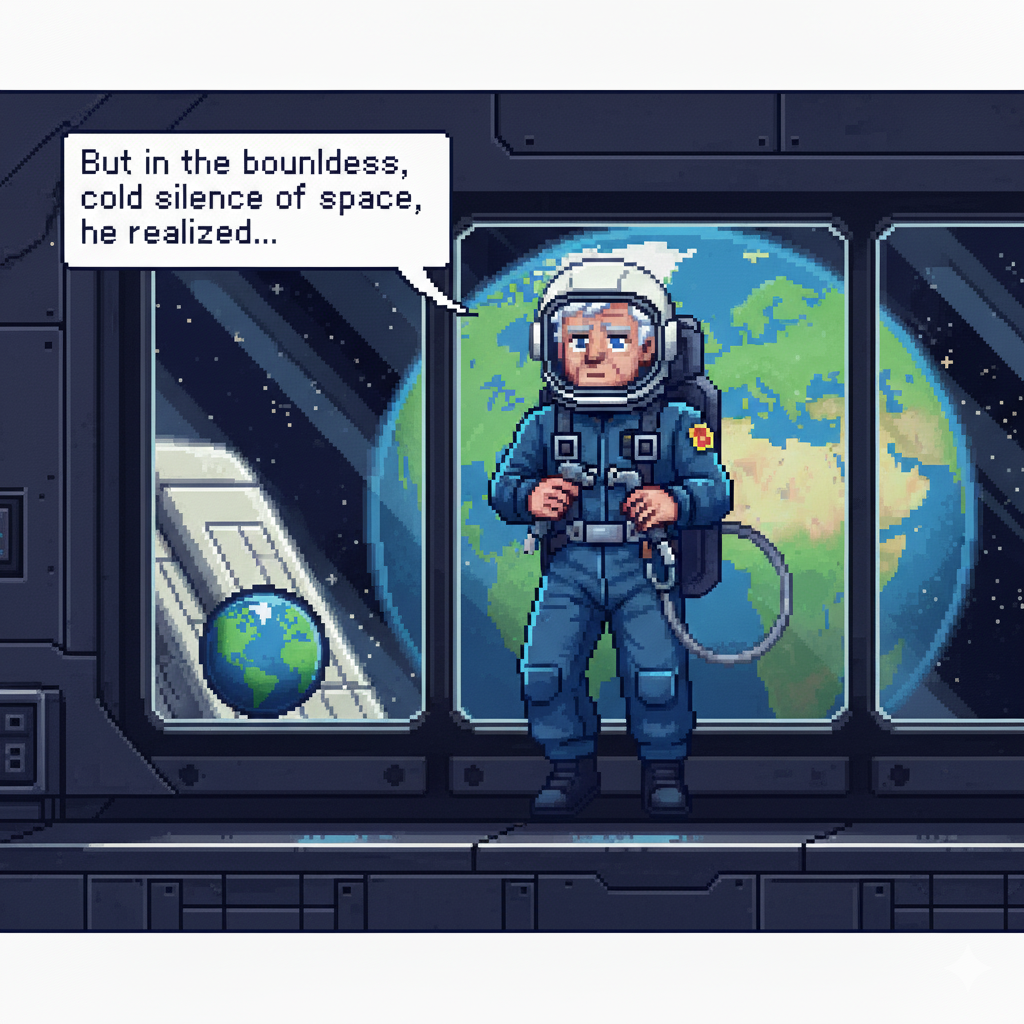 But in the bounldess,
cold silence of space,
he realized...